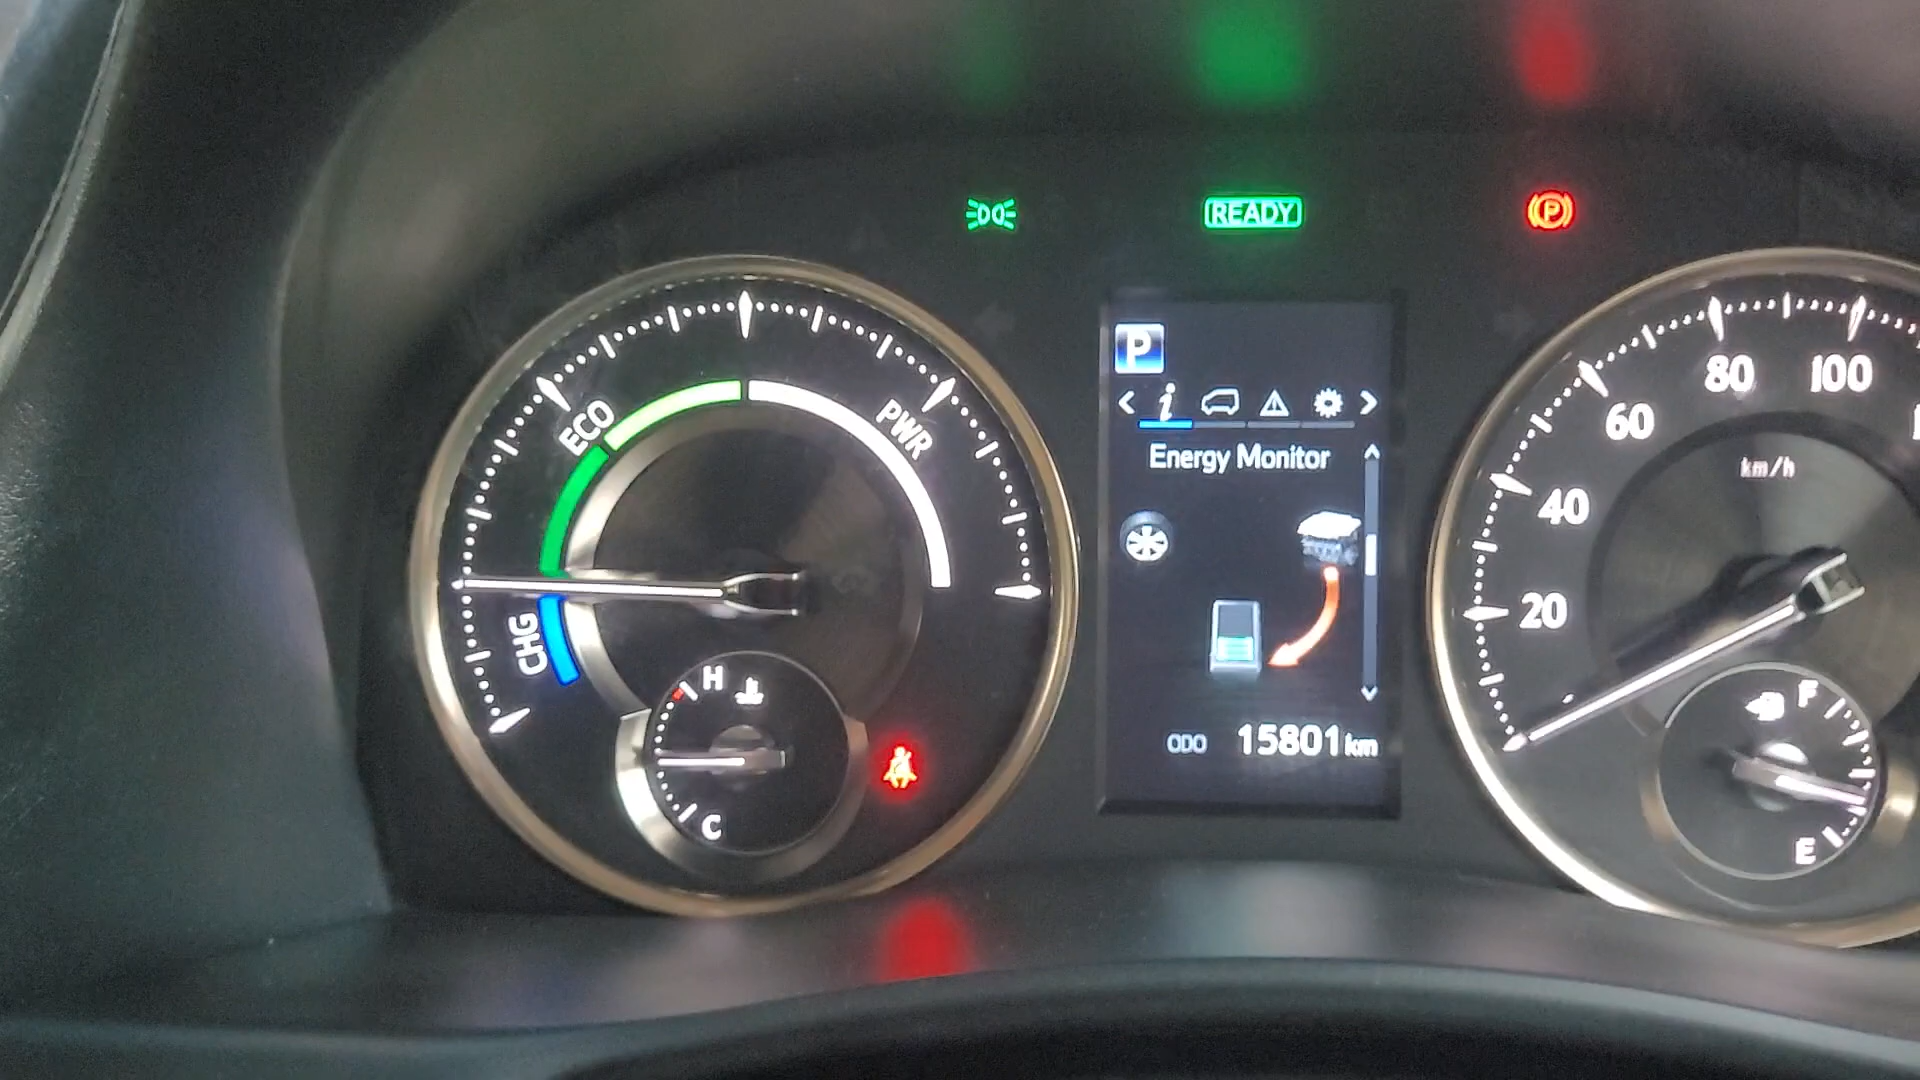 READY
P
P
i
Energy Monitor
ODO 15801 km
ECO
PWR
CHG
H
C
20
40
60
80
100
km/h
F
E